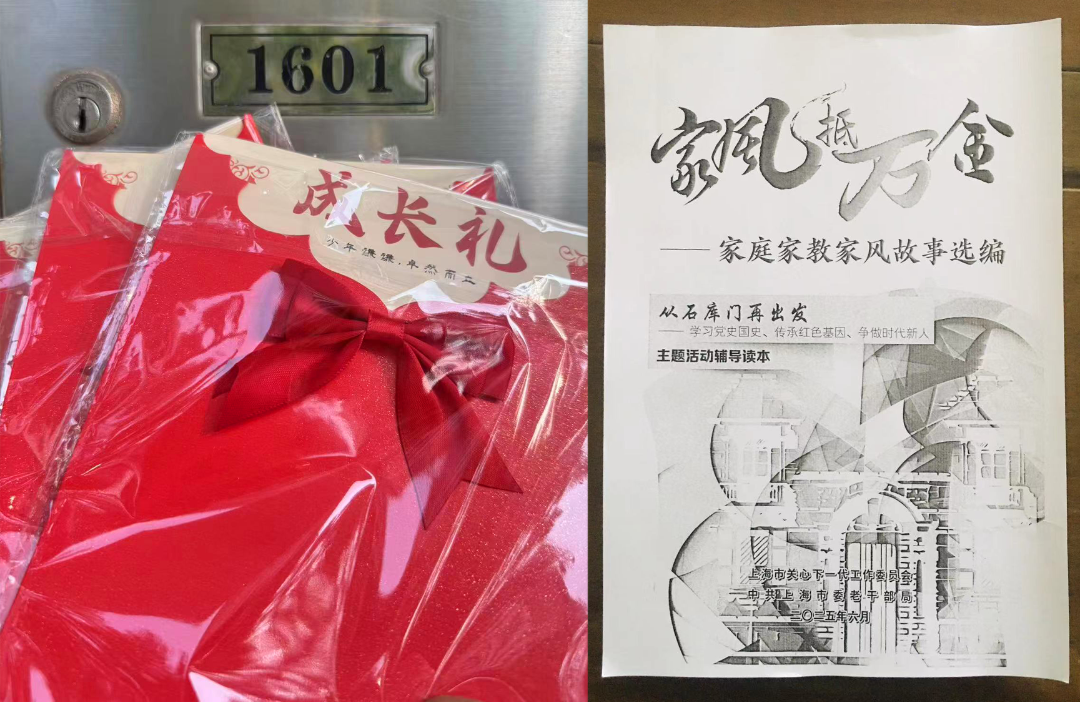 1601
成长礼
少年谦谦,卓然而立
家风抵万金
——家庭家教家风故事选编
从石库门再出发
—— 学习党史国史、传承红色基因、争做时代新人
主题活动辅导读本
上海市关心下一代工作委员会
中共上海市委老干部局
二〇二五年六月